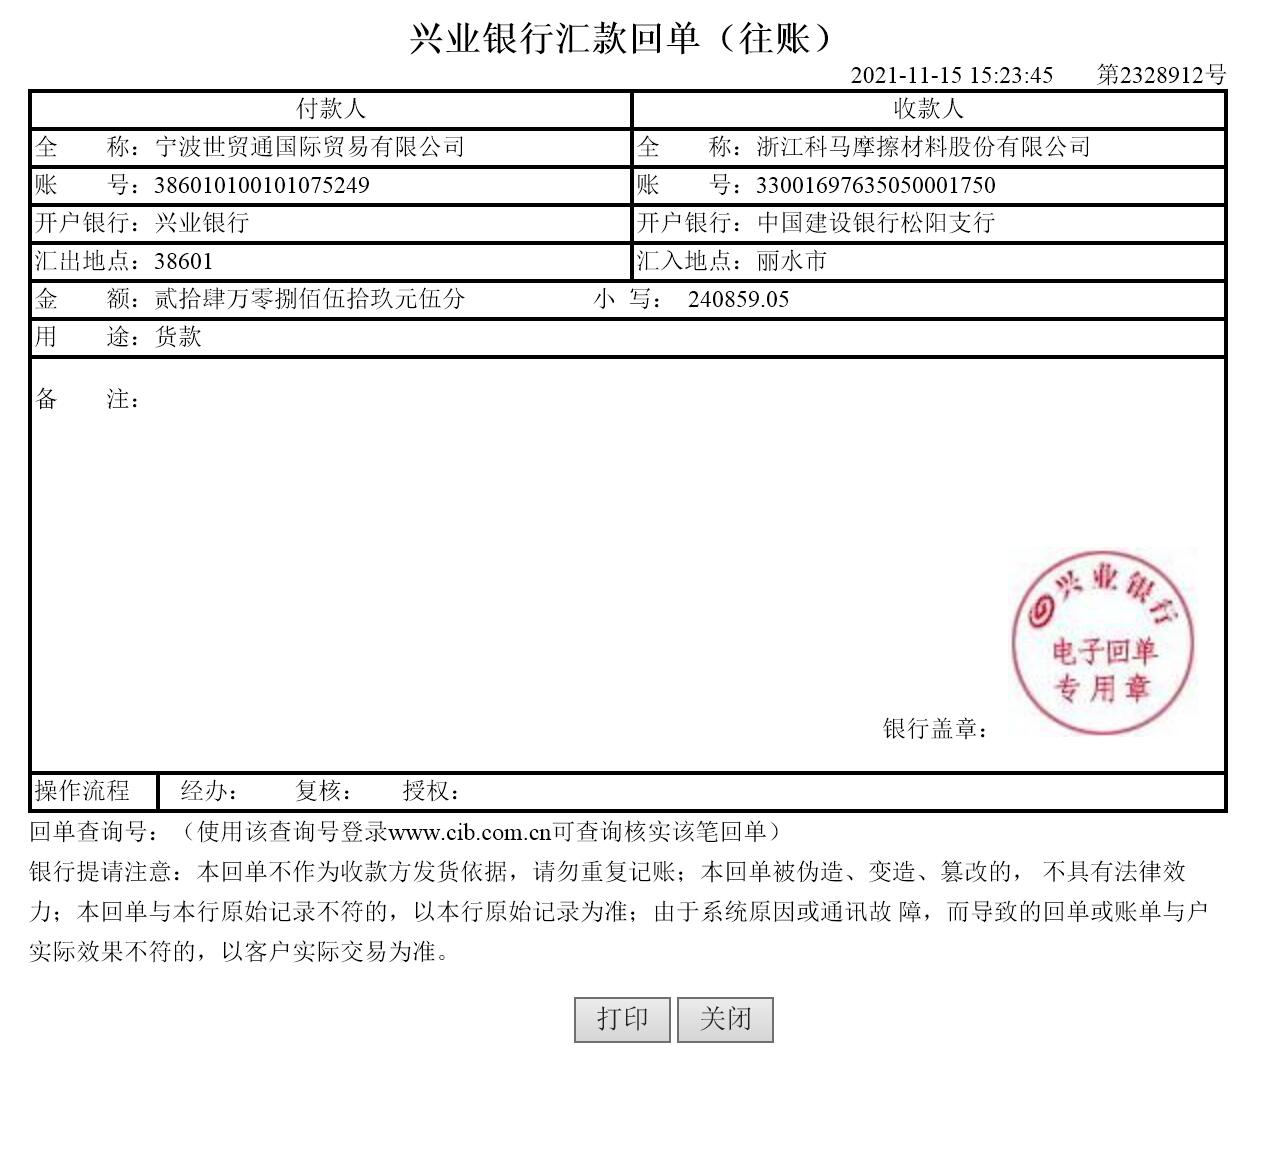 兴业银行汇款回单（往账）
2021-11-15 15:23:45 第2328912号
付款人 收款人
全 称：宁波世贸通国际贸易有限公司 全 称：浙江科马摩擦材料股份有限公司
账 号：386010100101075249 账 号：33001697635050001750
开户银行：兴业银行 开户银行：中国建设银行松阳支行
汇出地点：38601 汇入地点：丽水市
金 额：贰拾肆万零捌佰伍拾玖元伍分 小 写： 240859.05
用 途：货款
备 注：
兴业银行
电子回单
专用章
银行盖章：
操作流程 经办： 复核： 授权：
回单查询号：（使用该查询号登录www.cib.com.cn可查询核实该笔回单）
银行提请注意：本回单不作为收款方发货依据，请勿重复记账；本回单被伪造、变造、篡改的， 不具有法律效
力；本回单与本行原始记录不符的，以本行原始记录为准；由于系统原因或通讯故 障，而导致的回单或账单与户
实际效果不符的，以客户实际交易为准。
打印 关闭